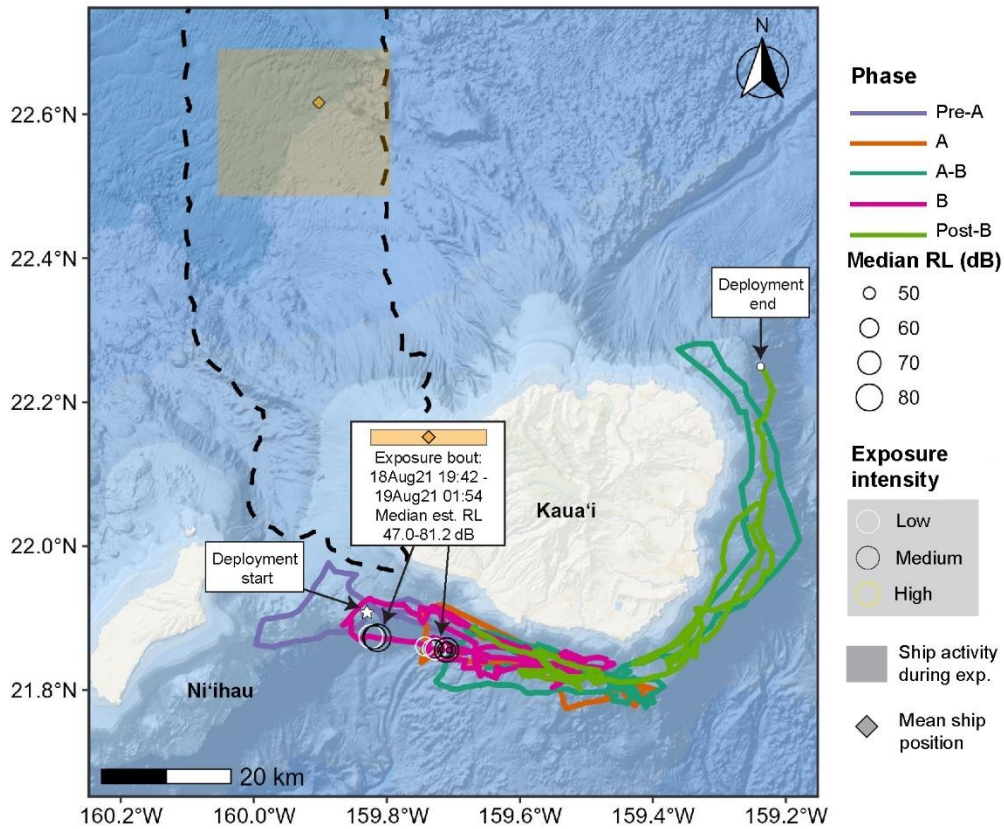 N
22.6°N
22.4°N
22.2°N
22.0°N
21.8°N
160.2°W
160.0°W
159.8°W
159.6°W
159.4°W
159.2°W
Deployment
end
Exposure bout:
18Aug21 19:42 -
19Aug21 01:54
Median est. RL
47.0-81.2 dB
Kauaʻi
Deployment
start
Niʻihau
20 km
Phase
Pre-A
A
A-B
B
Post-B
Median RL (dB)
50
60
70
80
Exposure
intensity
Low
Medium
High
Ship activity
during exp.
Mean ship
position